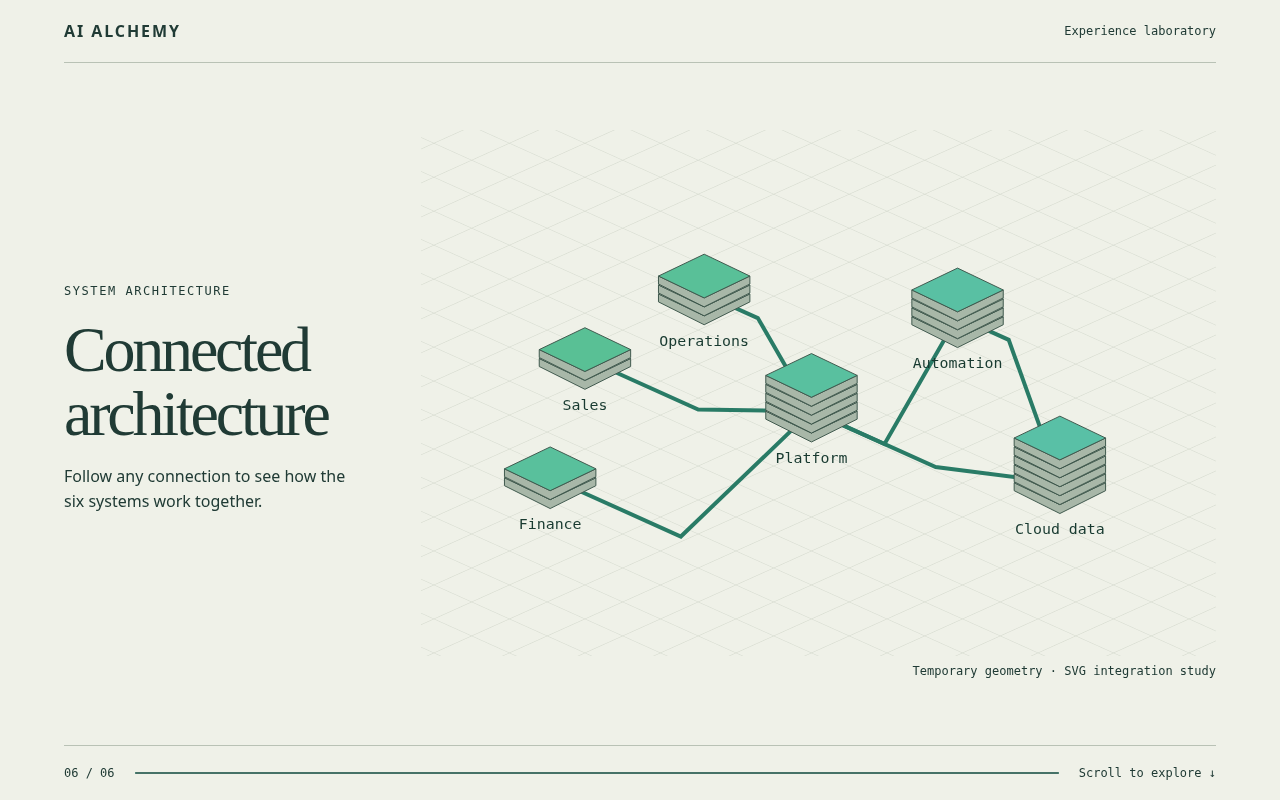 AI ALCHEMY
Experience laboratory
SYSTEM ARCHITECTURE
Connected
architecture
Follow any connection to see how the
six systems work together.
Operations
Automation
Sales
Platform
Finance
Cloud data
Temporary geometry · SVG integration study
06 / 06
Scroll to explore ↓